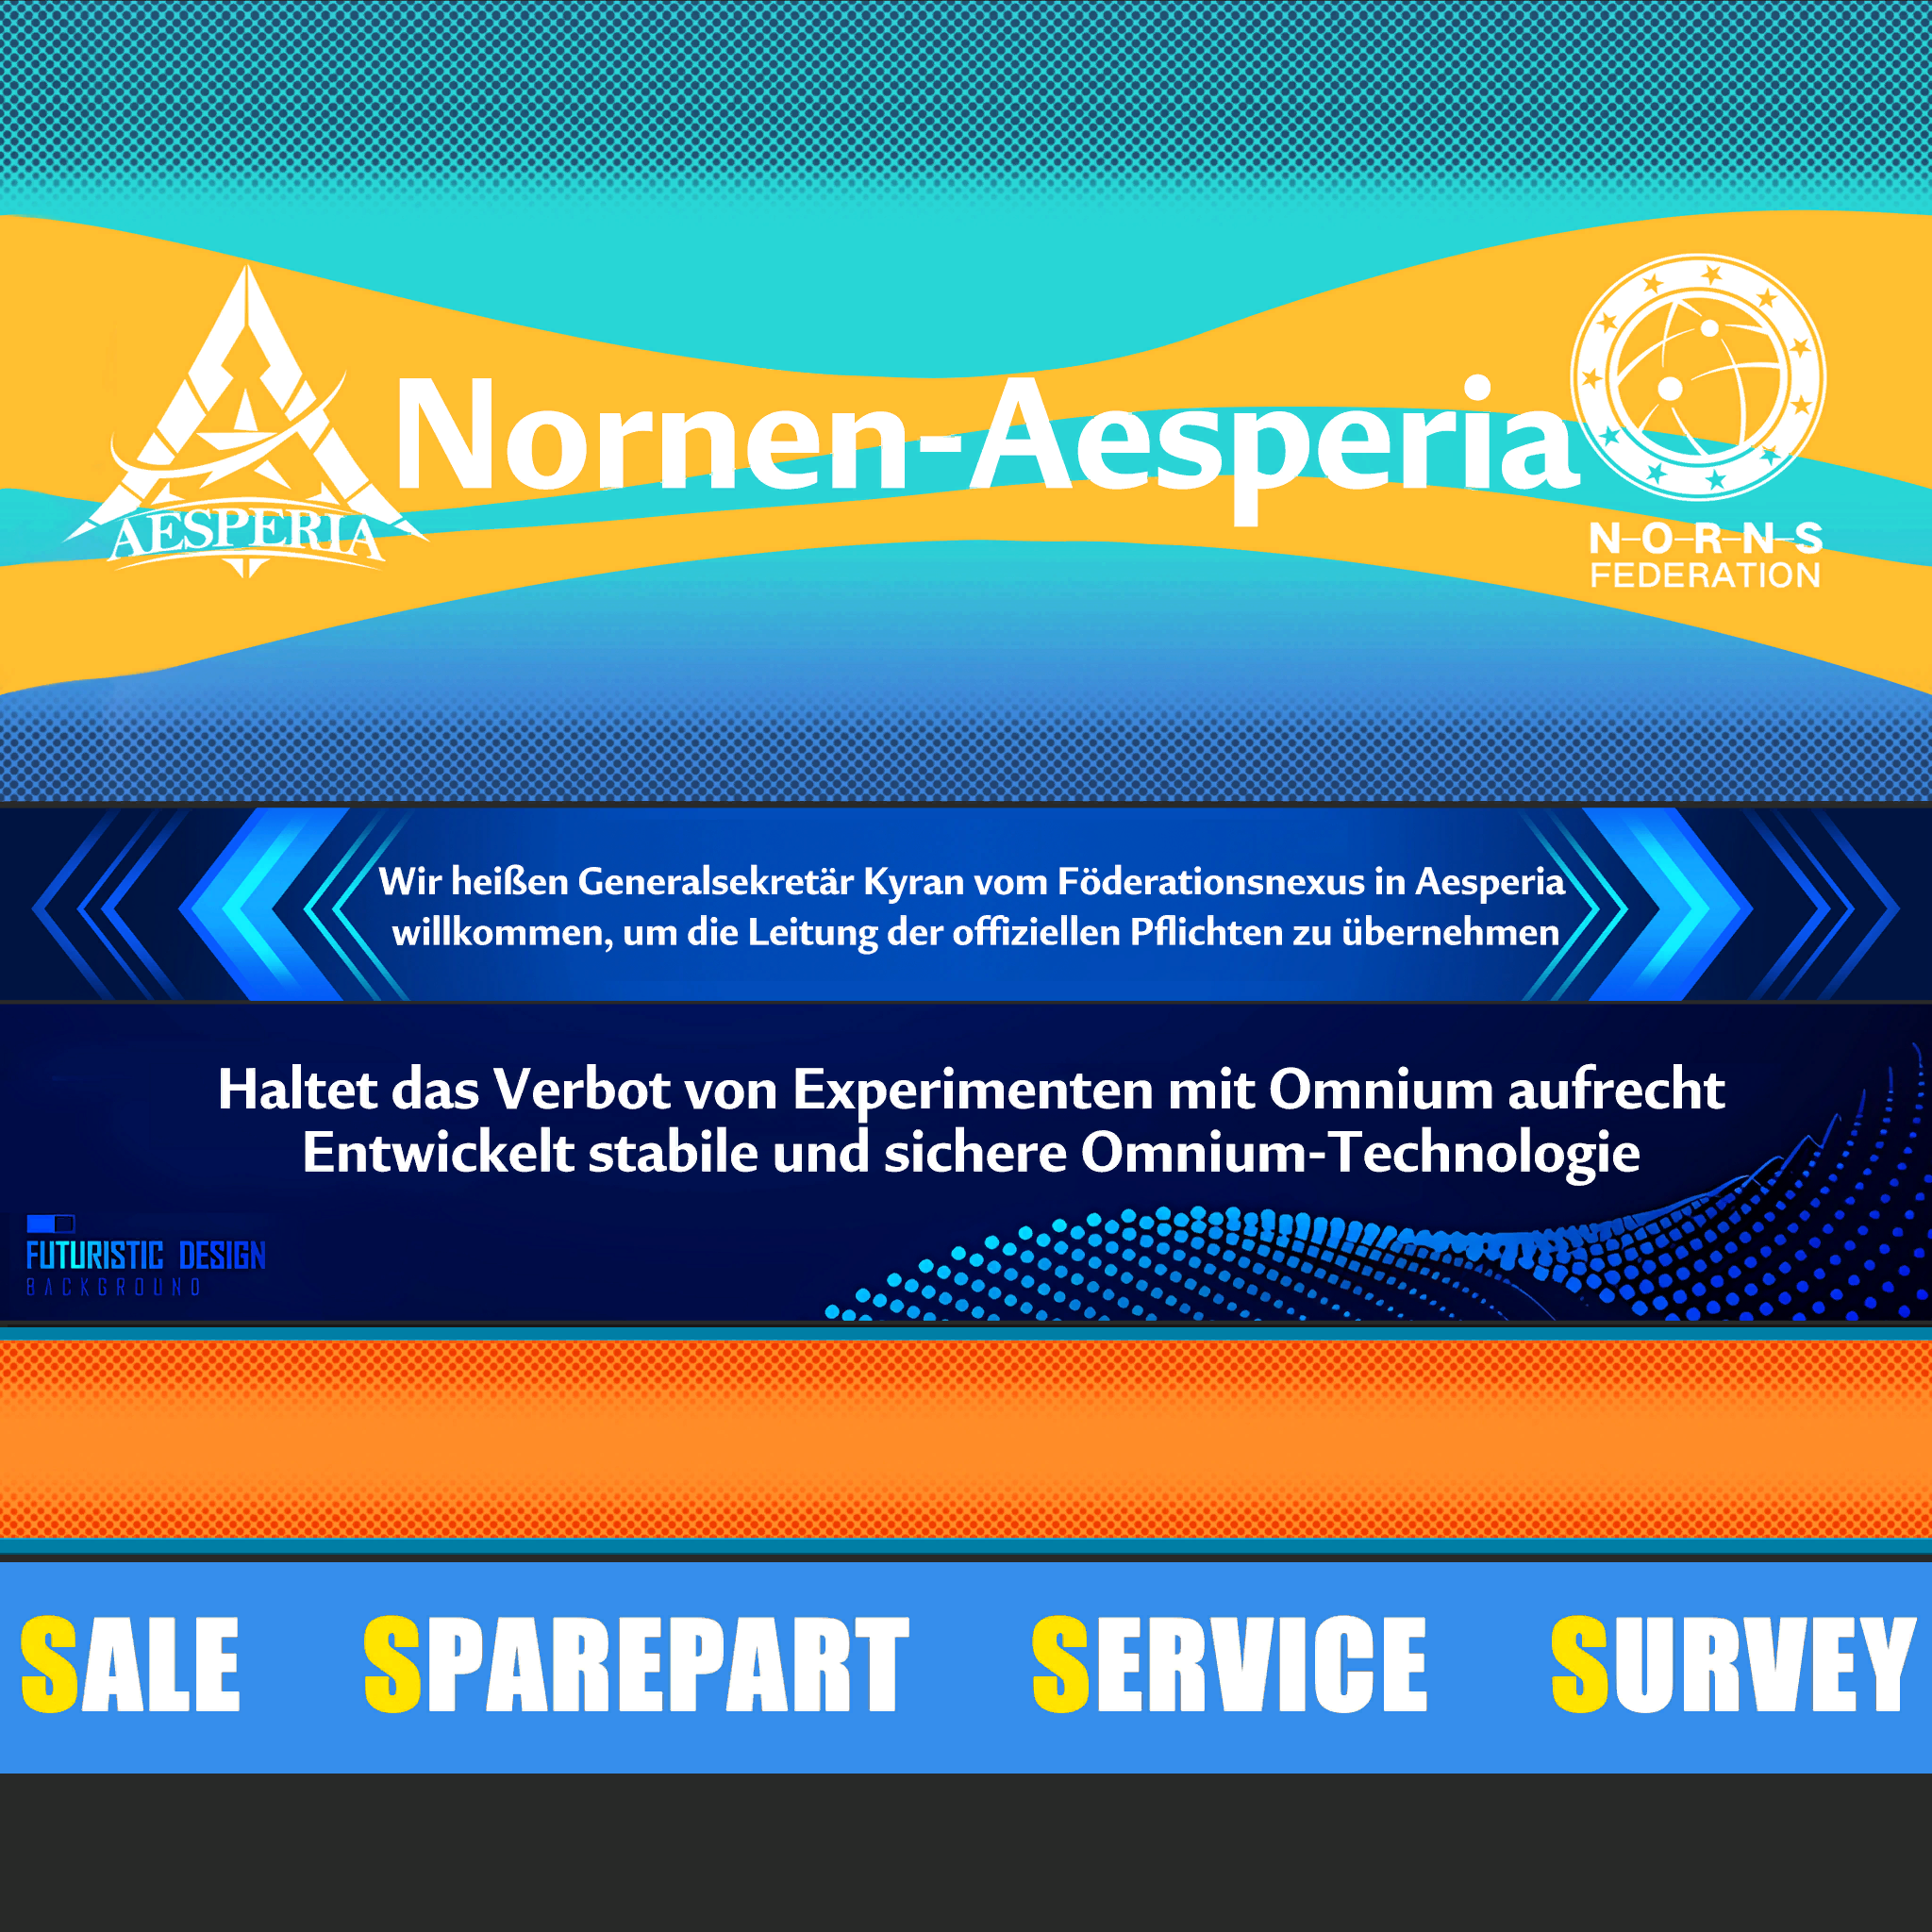 Nornen-Aesperia
AESPERIA
N-O-R-N-S
FEDERATION
Wir heißen Generalsekretär Kyran vom Föderationsnexus in Aesperia
willkommen, um die Leitung der offiziellen Pflichten zu übernehmen
Haltet das Verbot von Experimenten mit Omnium aufrecht
Entwickelt stabile und sichere Omnium-Technologie
FUTURISTIC DESIGN
BACKGROUND
SALE SPAREPART SERVICE SURVEY